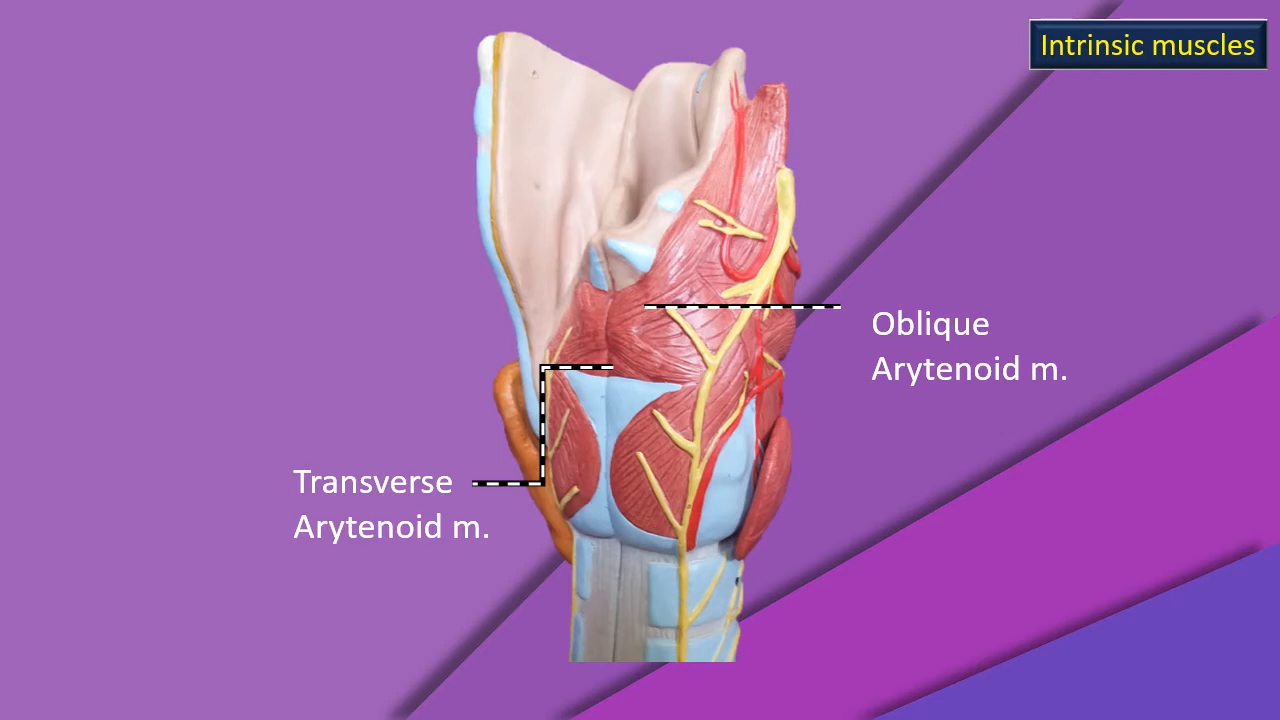 Intrinsic muscles
Oblique
Arytenoid m.
Transverse
Arytenoid m.